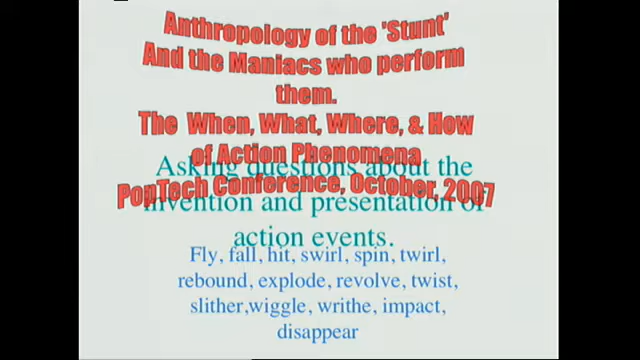 Anthropology of the 'Stunt'
And the Maniacs who perform
them.
The When, What, Where, & How
of Action Phenomena
PopTech Conference, October, 2007
Asking questions about the
invention and presentation of
action events.
Fly, fall, hit, swirl, spin, twirl,
rebound, explode, revolve, twist,
slither,wiggle, writhe, impact,
disappear